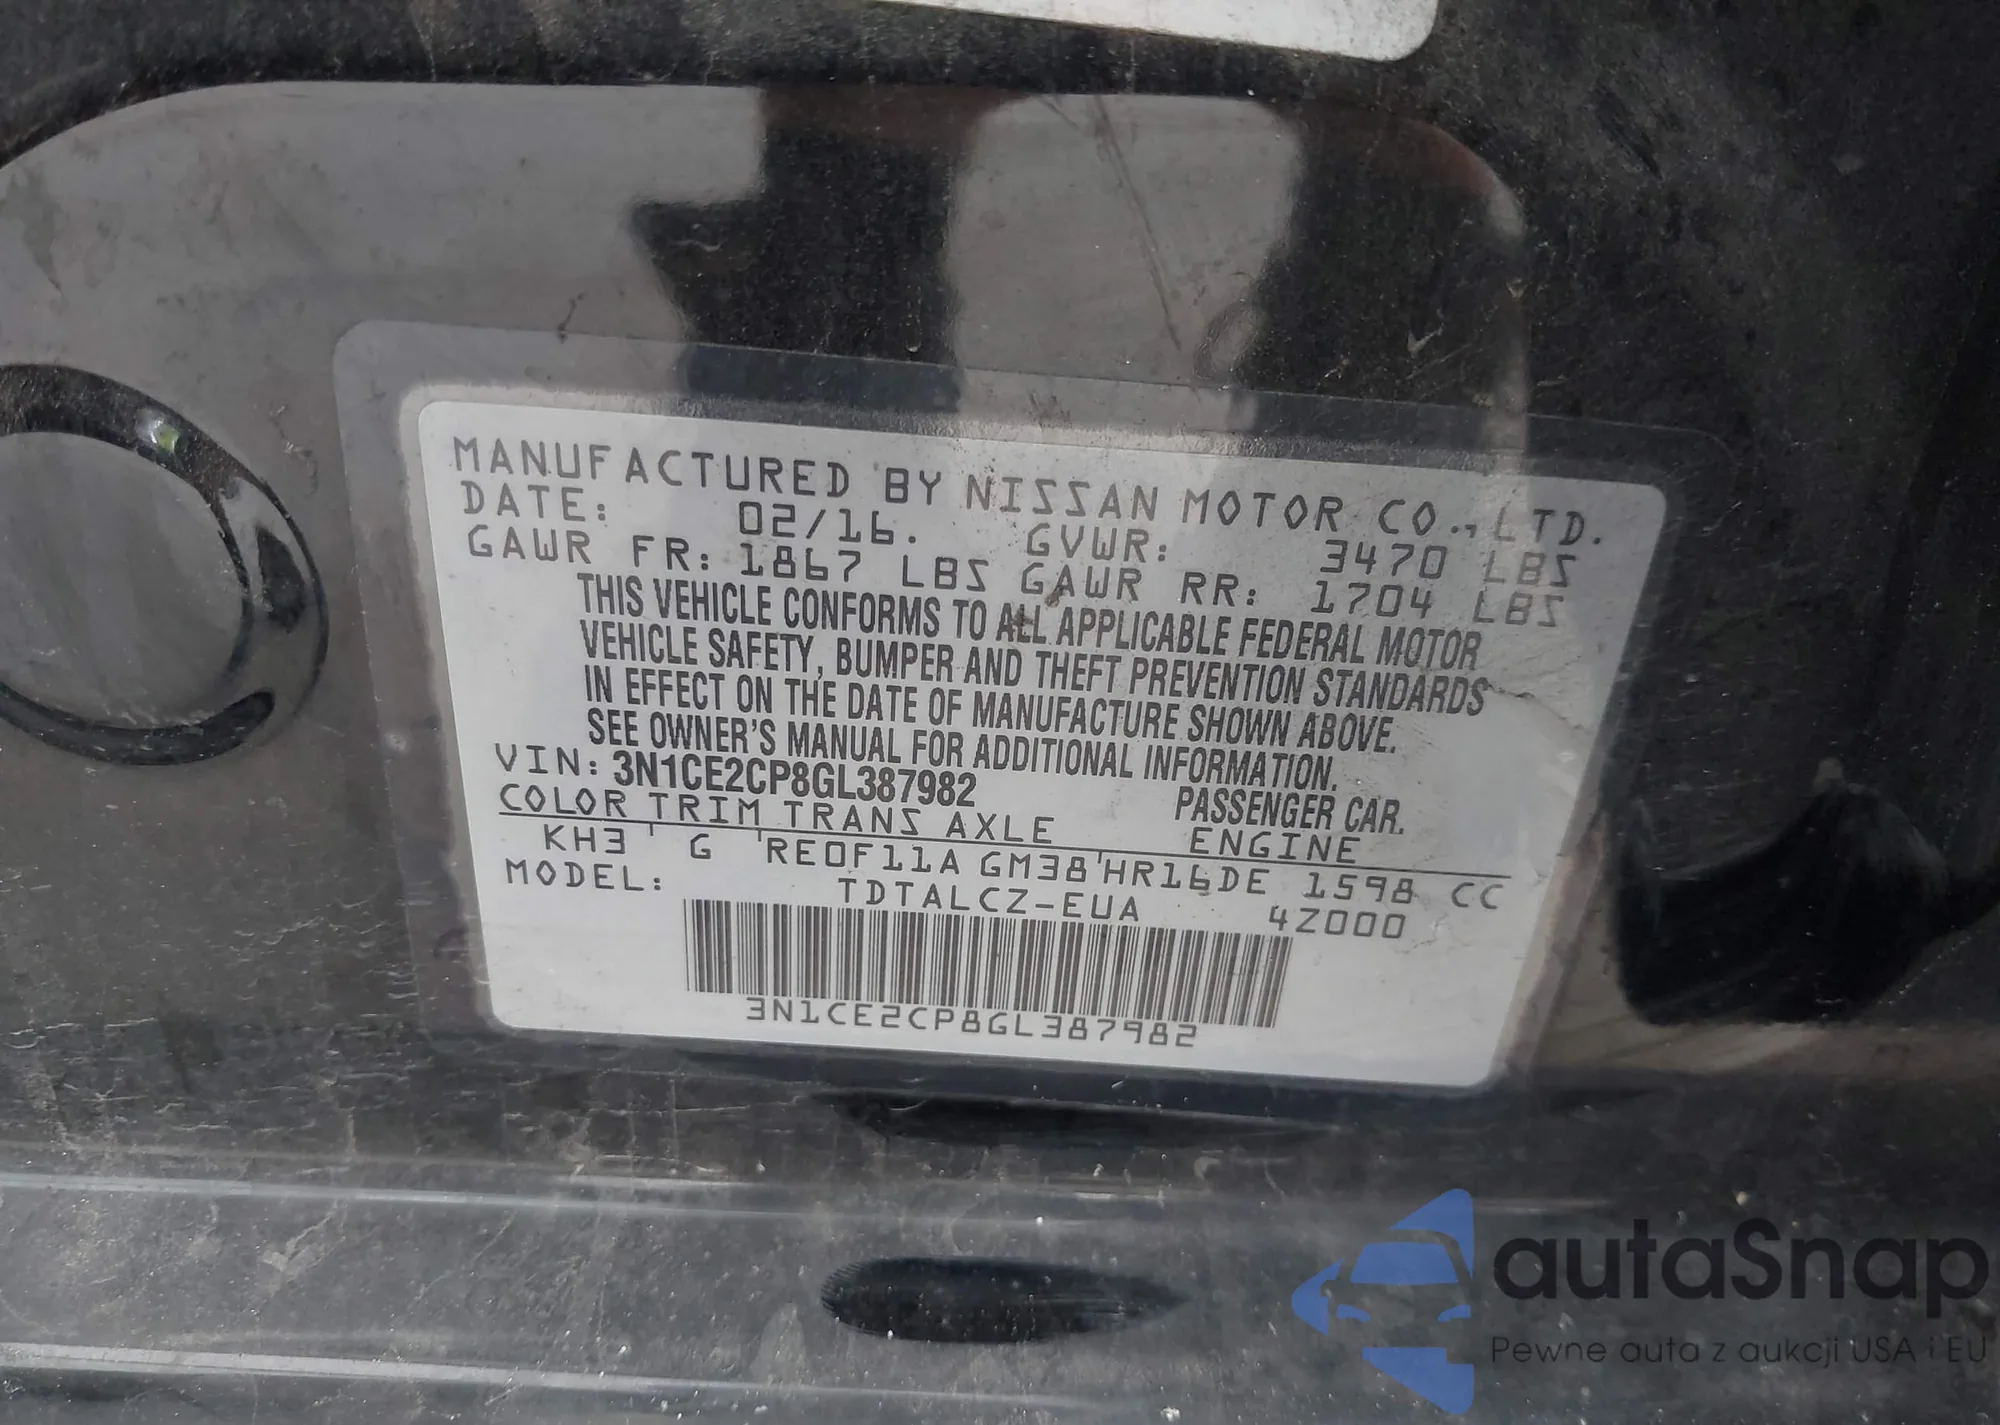 MANUFACTURED BY NISSAN MOTOR CO., LTD.
DATE: 02/16. GVWR: 3470 LBS
GAWR FR: 1867 LBS GAWR RR: 1704 LBS
THIS VEHICLE CONFORMS TO ALL APPLICABLE FEDERAL MOTOR
VEHICLE SAFETY, BUMPER AND THEFT PREVENTION STANDARDS
IN EFFECT ON THE DATE OF MANUFACTURE SHOWN ABOVE.
SEE OWNER'S MANUAL FOR ADDITIONAL INFORMATION.
VIN: 3N1CE2CP8GL387982 PASSENGER CAR.
COLOR TRIM TRANS AXLE ENGINE
KH3 ' G 'RE0F11A GM38'HR16DE 1598 CC
MODEL: TDTALCZ-EUA 4Z000
3N1CE2CP8GL387982
autaSnap
Pewne auta z aukcji USA i EU